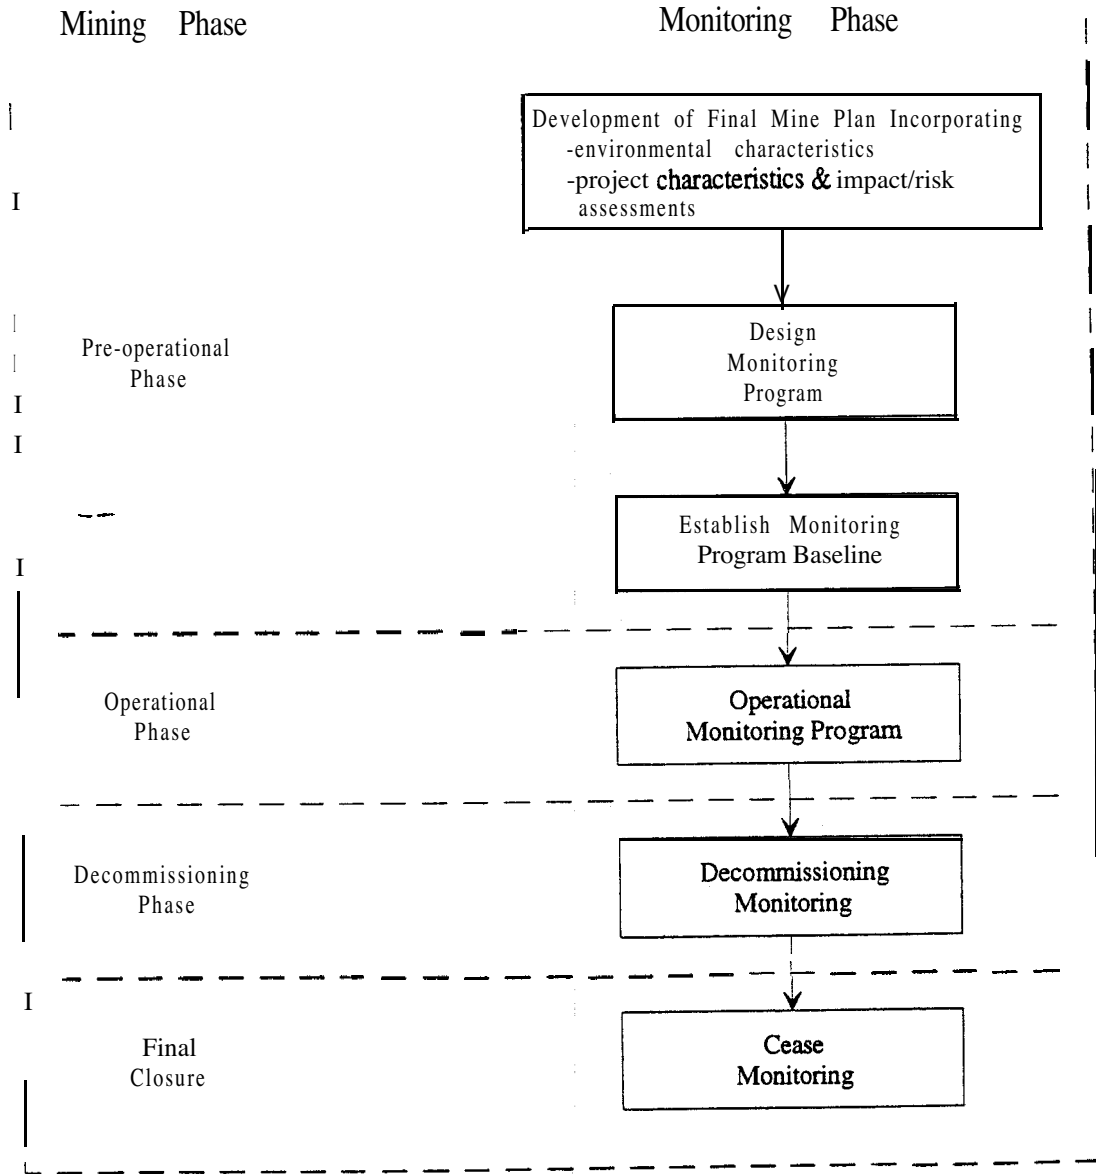 Mining Phase
Monitoring Phase
Development of Final Mine Plan Incorporating
-environmental characteristics
-project characteristics & impact/risk
assessments
Design
Monitoring
Program
Pre-operational
Phase
Establish Monitoring
Program Baseline
Operational
Phase
Operational
Monitoring Program
Decommissioning
Phase
Decommissioning
Monitoring
Final
Closure
Cease
Monitoring